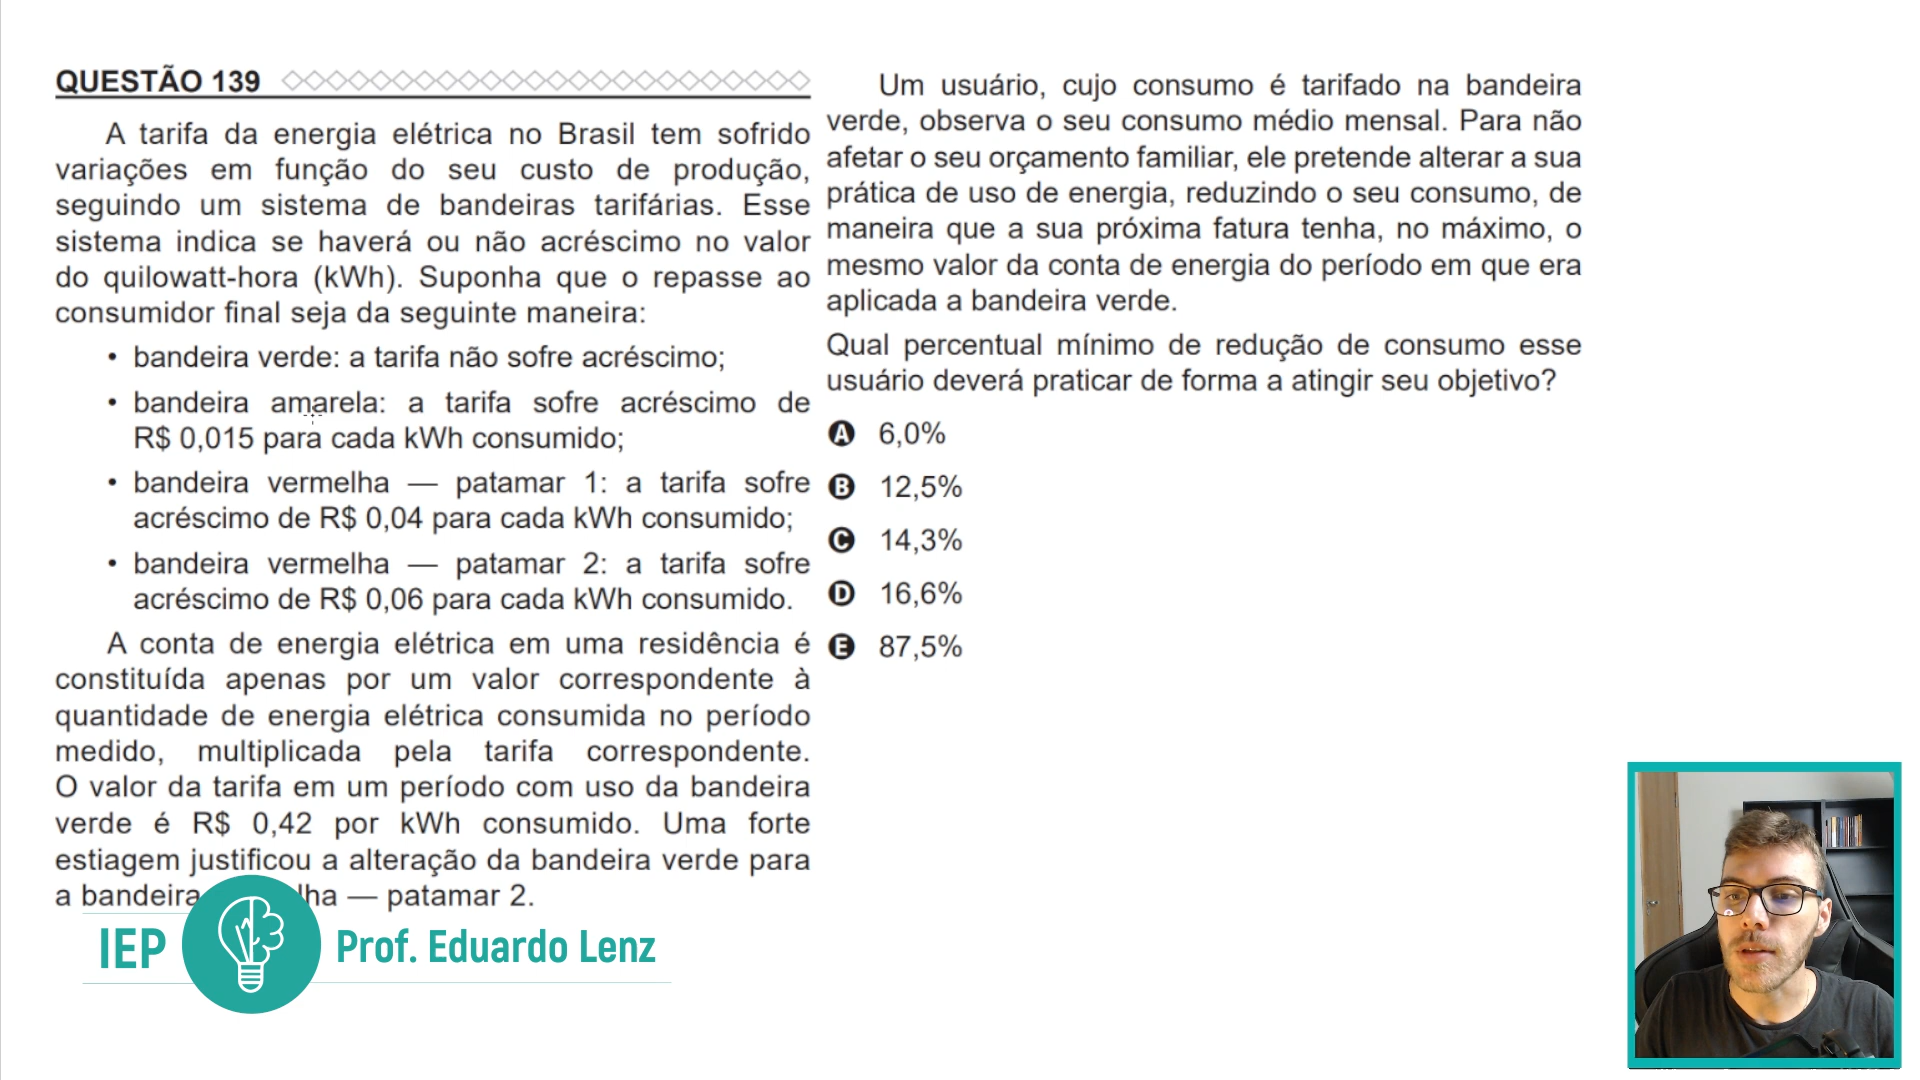 QUESTÃO 139
A tarifa da energia elétrica no Brasil tem sofrido
variações em função do seu custo de produção,
seguindo um sistema de bandeiras tarifárias. Esse
sistema indica se haverá ou não acréscimo no valor
do quilowatt-hora (kWh). Suponha que o repasse ao
consumidor final seja da seguinte maneira:
• bandeira verde: a tarifa não sofre acréscimo;
• bandeira amarela: a tarifa sofre acréscimo de
R$ 0,015 para cada kWh consumido;
• bandeira vermelha — patamar 1: a tarifa sofre
acréscimo de R$ 0,04 para cada kWh consumido;
• bandeira vermelha — patamar 2: a tarifa sofre
acréscimo de R$ 0,06 para cada kWh consumido.
A conta de energia elétrica em uma residência é
constituída apenas por um valor correspondente à
quantidade de energia elétrica consumida no período
medido, multiplicada pela tarifa correspondente.
O valor da tarifa em um período com uso da bandeira
verde é R$ 0,42 por kWh consumido. Uma forte
estiagem justificou a alteração da bandeira verde para
a bandeira lha — patamar 2.
IEP Prof. Eduardo Lenz
Um usuário, cujo consumo é tarifado na bandeira
verde, observa o seu consumo médio mensal. Para não
afetar o seu orçamento familiar, ele pretende alterar a sua
prática de uso de energia, reduzindo o seu consumo, de
maneira que a sua próxima fatura tenha, no máximo, o
mesmo valor da conta de energia do período em que era
aplicada a bandeira verde.
Qual percentual mínimo de redução de consumo esse
usuário deverá praticar de forma a atingir seu objetivo?
A 6,0%
B 12,5%
C 14,3%
D 16,6%
E 87,5%